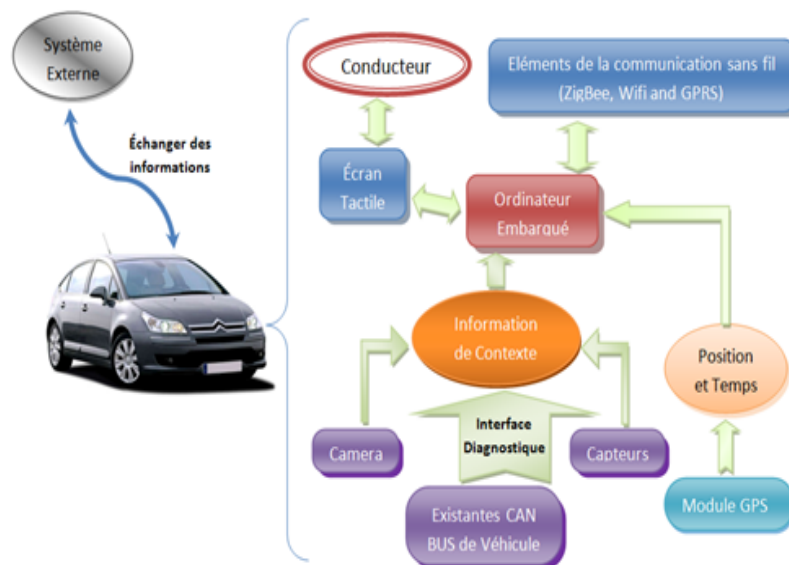 Système
Externe
Échanger des
informations
Conducteur
Eléments de la communication sans fil
(ZigBee, Wifi and GPRS)
Écran
Tactile
Ordinateur
Embarqué
Information
de Contexte
Position
et Temps
Interface
Diagnostique
Camera
Capteurs
Existantes CAN
BUS de Véhicule
Module GPS